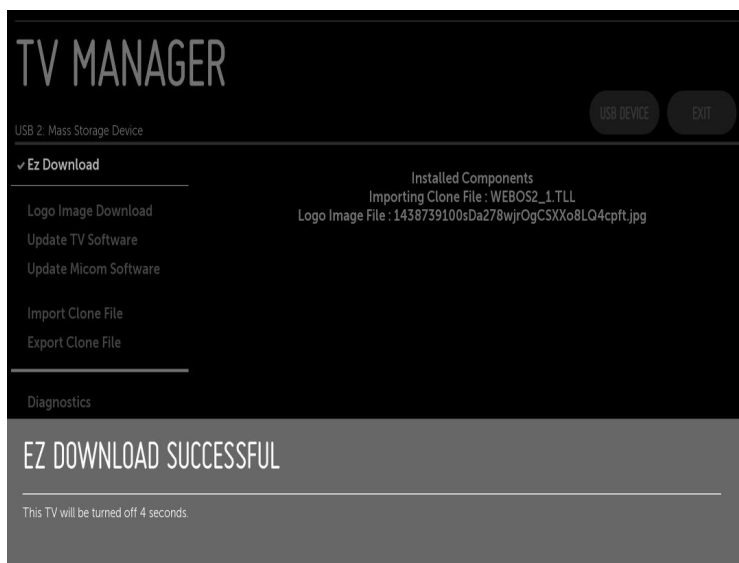 TV MANAGER
USB DEVICE
EXIT
USB 2: Mass Storage Device
Ez Download
Installed Components
Importing Clone File : WEBOS2_1.TLL
Logo Image File : 1438739100sDa278wjrOgCSXXo8LQ4cpft.jpg
Logo Image Download
Update TV Software
Update Micom Software
Import Clone File
Export Clone File
Diagnostics
EZ DOWNLOAD SUCCESSFUL
This TV will be turned off 4 seconds.